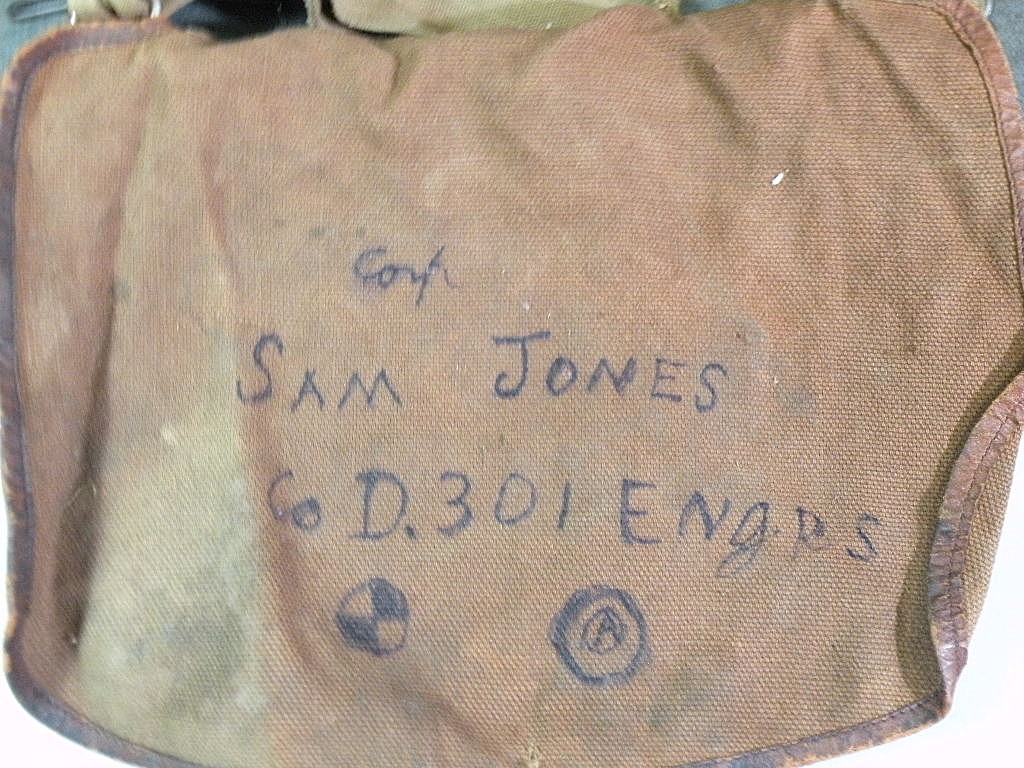 Corp
SAM JONES
Co D. 301 ENgRS
A